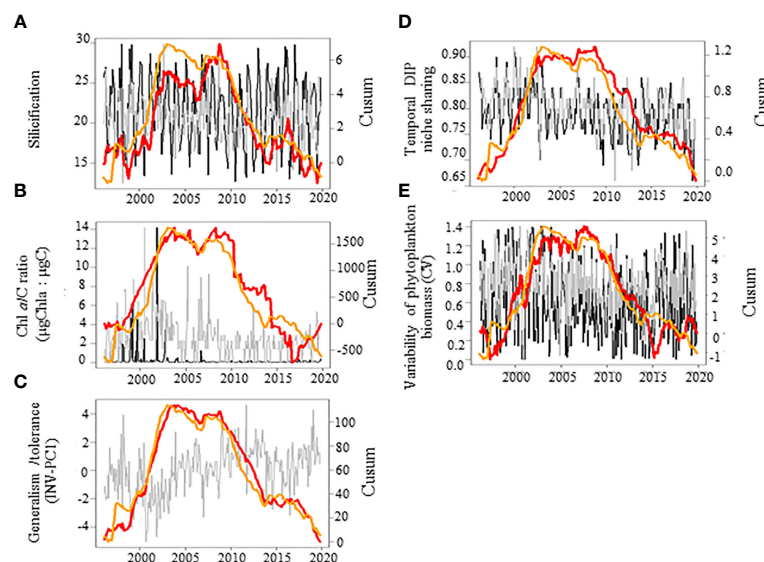 A
Silicification
30
25
20
15
6
4
2
0
Cusum
2000 2005 2010 2015 2020
B
Chl a/C ratio
(µgChla : µgC)
14
12
10
8
6
4
2
0
1500
1000
500
0
-500
Cusum
2000 2005 2010 2015 2020
C
Generalism /tolerance
(INV-PC1)
4
2
0
-2
-4
100
80
60
40
20
0
Cusum
2000 2005 2010 2015 2020
D
Temporal DIP
niche sharing
0.90
0.85
0.80
0.75
0.70
0.65
1.2
0.8
0.4
0.0
Cusum
2000 2005 2010 2015 2020
E
Variability of phytoplankton
biomass (CV)
1.4
1.2
1.0
0.8
0.6
0.4
0.2
0.0
5
4
3
2
1
0
-1
Cusum
2000 2005 2010 2015 2020